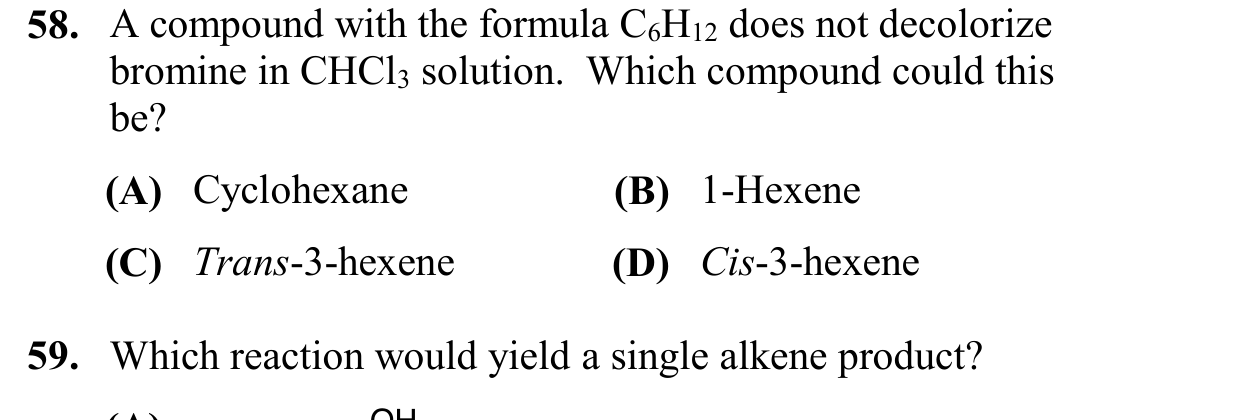 58. A compound with the formula C₆H₁₂ does not decolorize
bromine in CHCl₃ solution. Which compound could this
be?
(A) Cyclohexane (B) 1-Hexene
(C) Trans-3-hexene (D) Cis-3-hexene
59. Which reaction would yield a single alkene product?